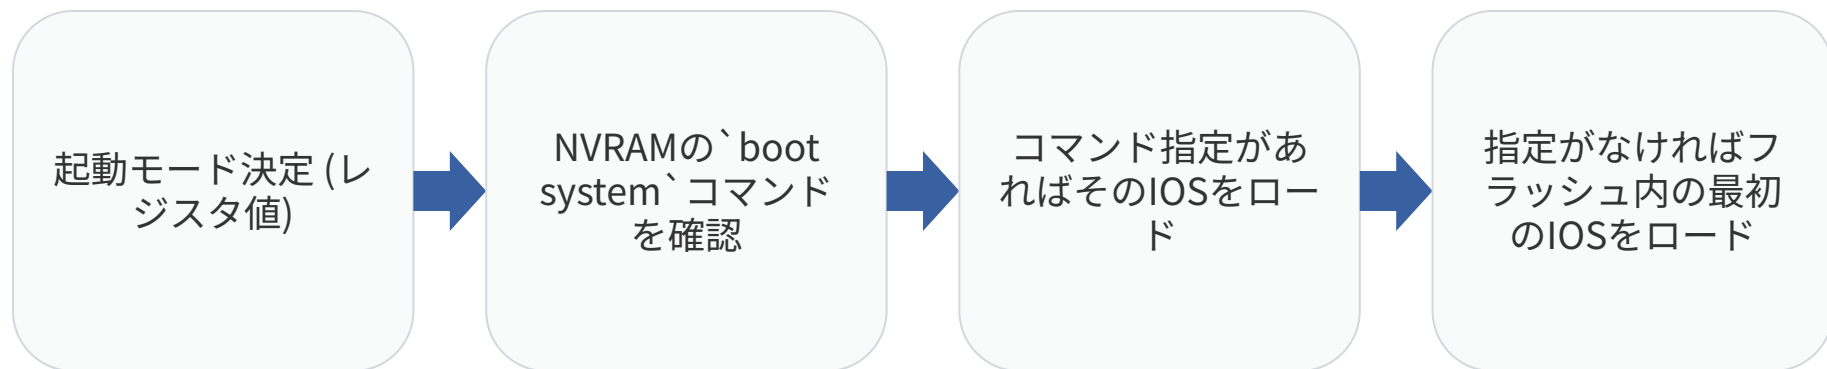 起動モード決定 (レ
ジスタ値)
NVRAMの`boot
system`コマンド
を確認
コマンド指定があ
ればそのIOSをロー
ド
指定がなければフ
ラッシュ内の最初
のIOSをロード